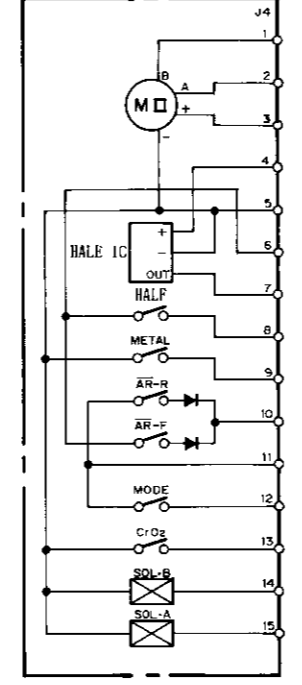 J4
1
B
A
2
M
+
3
-
4
5
+
HALE IC
-
6
OUT
7
HALF
8
METAL
9
AR-R
10
AR-F
11
MODE
12
CrO2
13
SOL-B
14
SOL-A
15